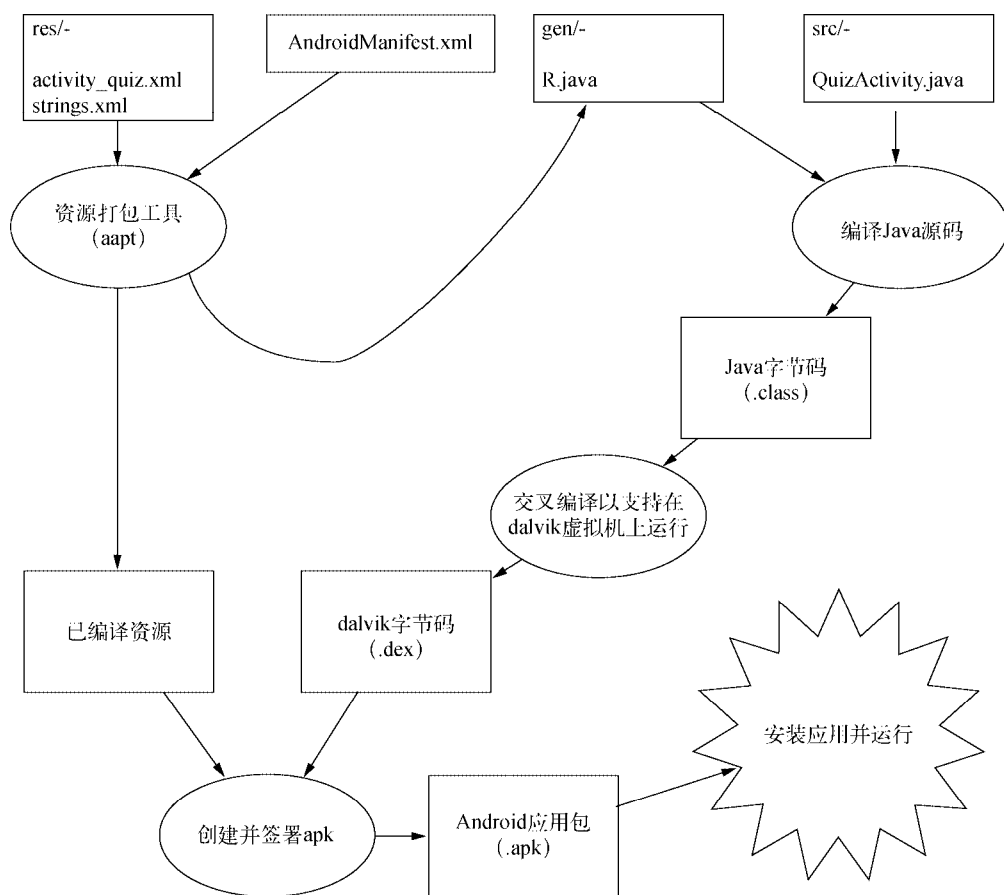 res/-
activity_quiz.xml
strings.xml
AndroidManifest.xml
gen/-
R.java
src/-
QuizActivity.java
资源打包工具
（aapt）
编译Java源码
Java字节码
（.class）
交叉编译以支持在
dalvik虚拟机上运行
已编译资源
dalvik字节码
（.dex）
安装应用并运行
创建并签署apk
Android应用包
（.apk）